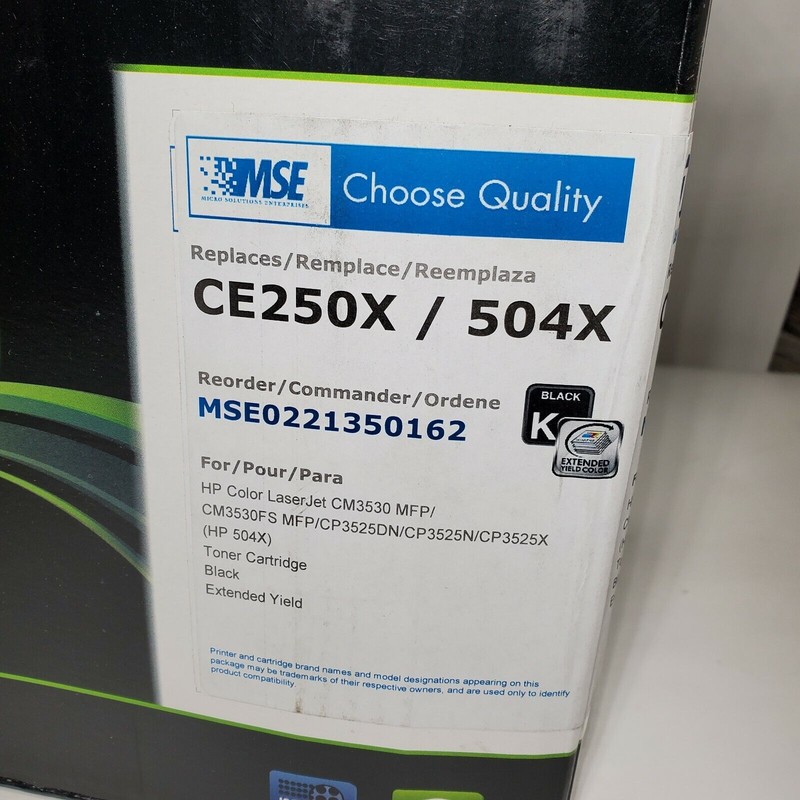 MSE
MICRO SOLUTIONS ENTERPRISES
Choose Quality
Replaces/Remplace/Reemplaza
CE250X / 504X
Reorder/Commander/Ordene
MSE0221350162
BLACK
K
EXTENDED
YIELD COLOR
For/Pour/Para
HP Color LaserJet CM3530 MFP/
CM3530FS MFP/CP3525DN/CP3525N/CP3525X
(HP 504X)
Toner Cartridge
Black
Extended Yield
Printer and cartridge brand names and model designations appearing on this
package may be trademarks of their respective owners, and are used only to identify
product compatibility.